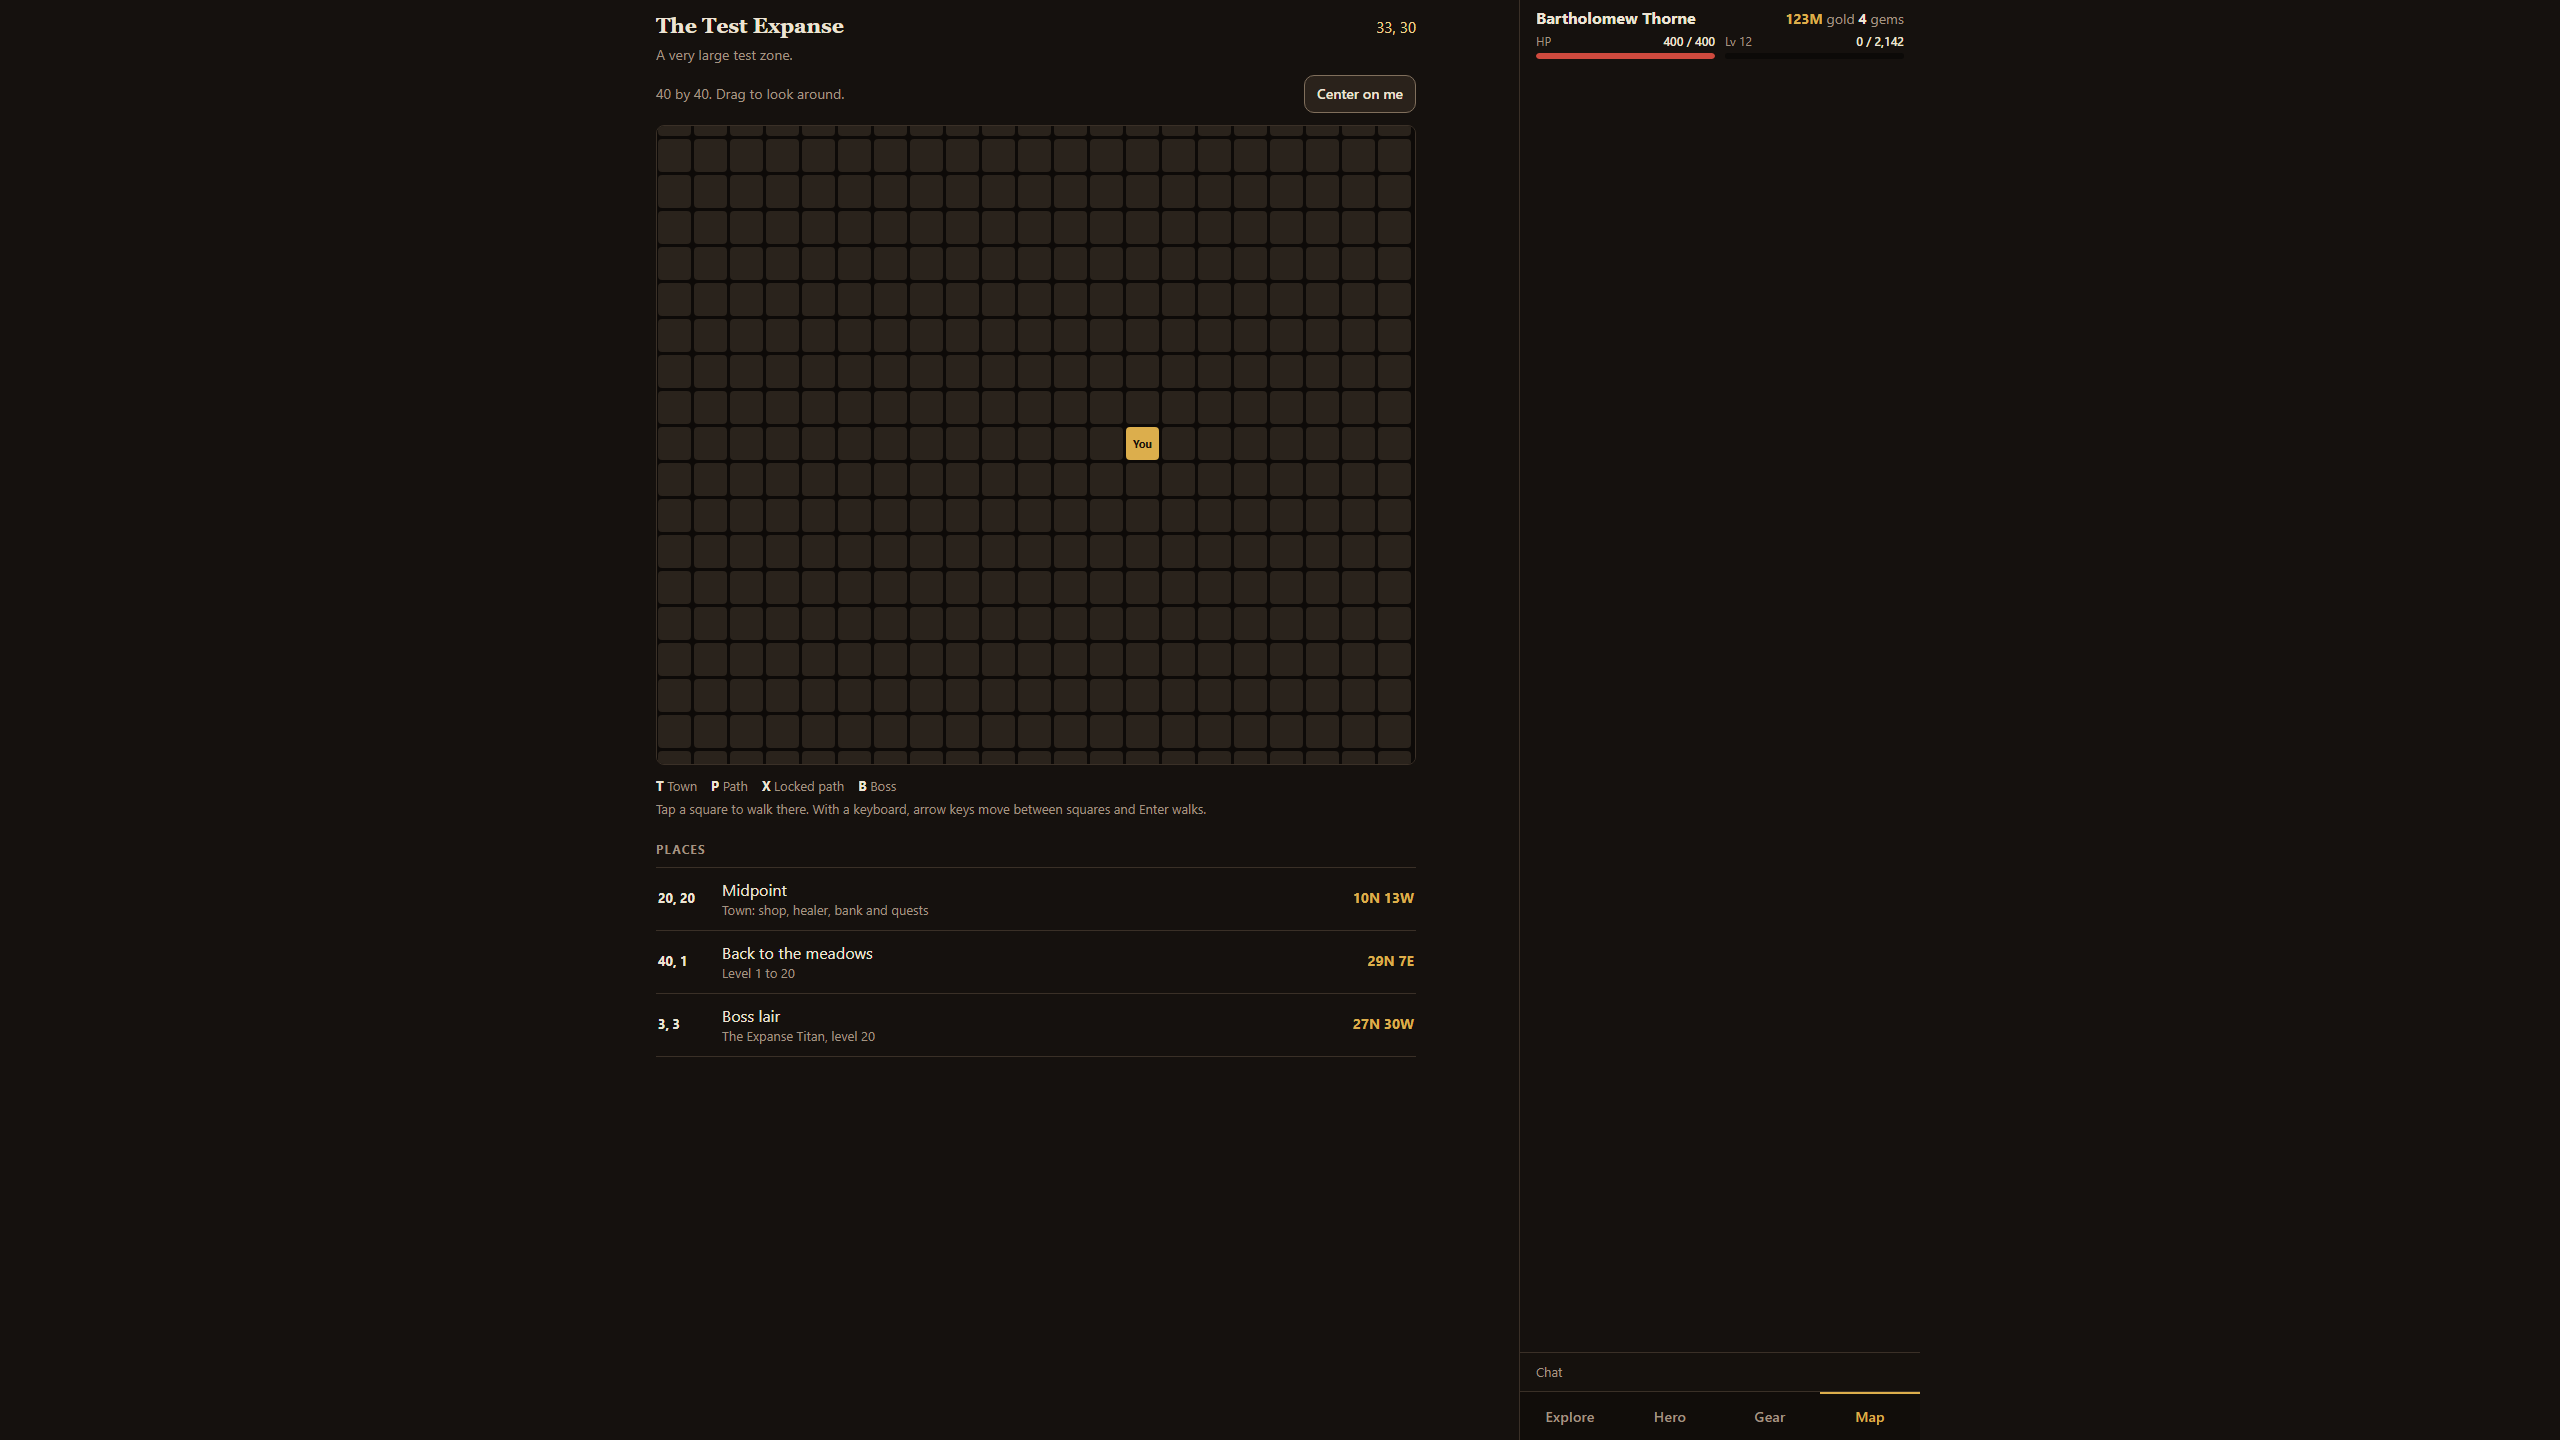 The Test Expanse
33, 30
A very large test zone.
40 by 40. Drag to look around.
Center on me
You
T Town P Path X Locked path B Boss
Tap a square to walk there. With a keyboard, arrow keys move between squares and Enter walks.
PLACES
20, 20
Midpoint
Town: shop, healer, bank and quests
10N 13W
40, 1
Back to the meadows
Level 1 to 20
29N 7E
3, 3
Boss lair
The Expanse Titan, level 20
27N 30W
Bartholomew Thorne
123M gold 4 gems
HP 400 / 400
Lv 12 0 / 2,142
Chat
Explore
Hero
Gear
Map